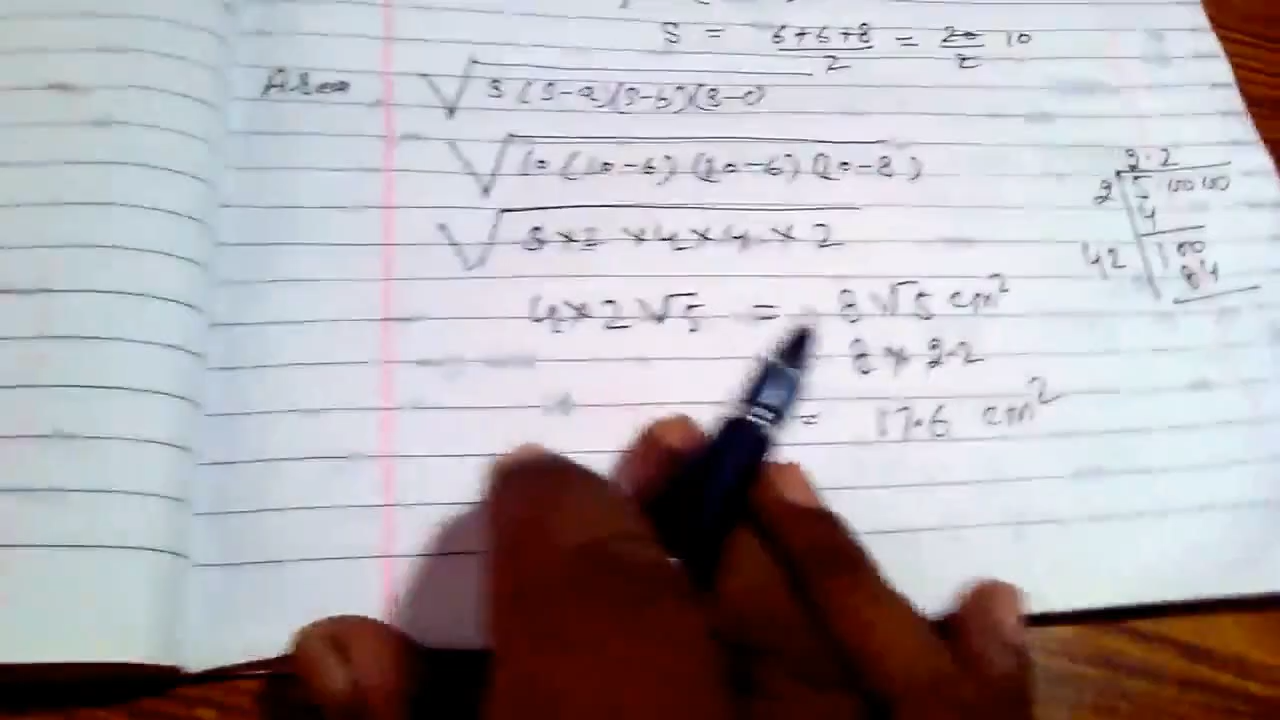 S = 6+6+8/2 = 20/2 10
Area √s(s-a)(s-b)(s-c)
√10(10-6)(10-6)(10-8)
√5×2×4×4×2
4×2√5 = 8√5 cm²
8×2.2
= 17.6 cm²
2.2
2 5 100 100
4
42 100
84